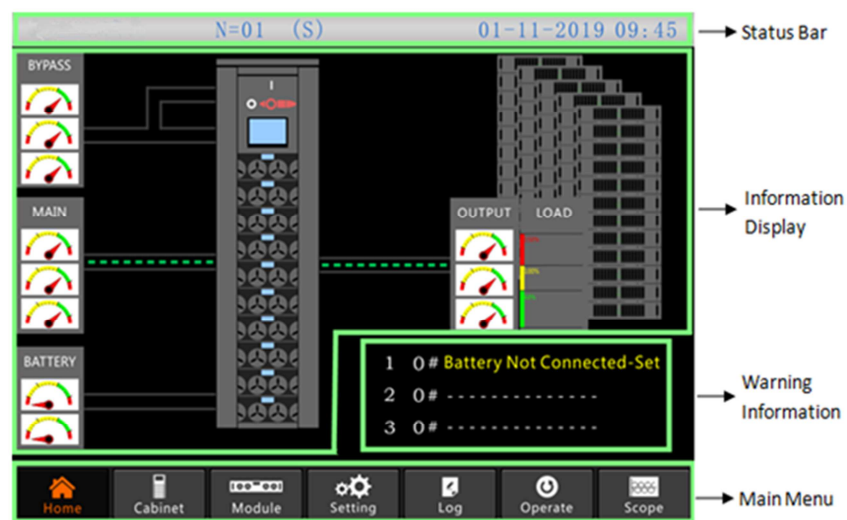 N=01 (S) 01-11-2019 09:45
Status Bar
BYPASS
MAIN
BATTERY
OUTPUT LOAD
100%
Information
Display
1 0# Battery Not Connected-Set
2 0# - - - - - - - - - - - - - -
3 0# - - - - - - - - - - - - - -
Warning
Information
Home
Cabinet
Module
Setting
Log
Operate
Scope
Main Menu